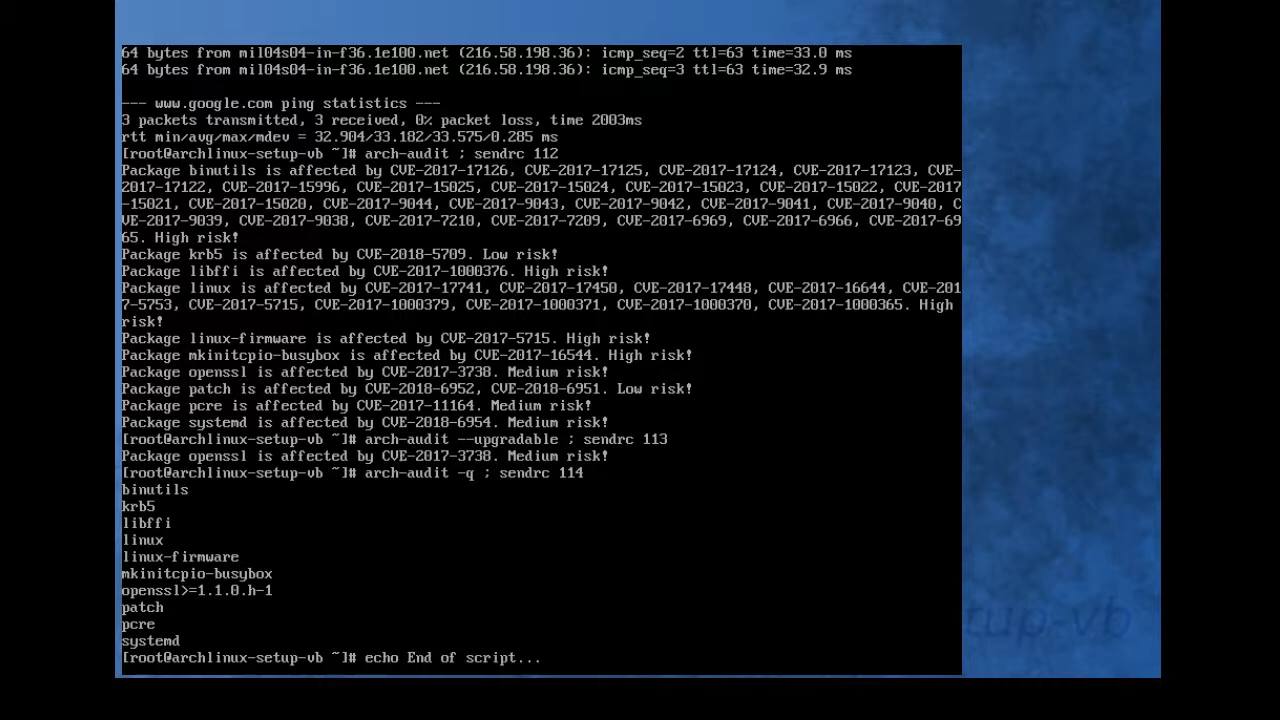 64 bytes from mil04s04-in-f36.1e100.net (216.58.198.36): icmp_seq=2 ttl=63 time=33.0 ms
64 bytes from mil04s04-in-f36.1e100.net (216.58.198.36): icmp_seq=3 ttl=63 time=32.9 ms
--- www.google.com ping statistics ---
3 packets transmitted, 3 received, 0% packet loss, time 2003ms
rtt min/avg/max/mdev = 32.904/33.182/33.575/0.285 ms
[root@archlinux-setup-vb ~]# arch-audit ; sendrc 112
Package binutils is affected by CVE-2017-17126, CVE-2017-17125, CVE-2017-17124, CVE-2017-17123, CVE-
2017-17122, CVE-2017-15996, CVE-2017-15025, CVE-2017-15024, CVE-2017-15023, CVE-2017-15022, CVE-2017
-15021, CVE-2017-15020, CVE-2017-9044, CVE-2017-9043, CVE-2017-9042, CVE-2017-9041, CVE-2017-9040, C
VE-2017-9039, CVE-2017-9038, CVE-2017-7210, CVE-2017-7209, CVE-2017-6969, CVE-2017-6966, CVE-2017-69
65. High risk!
Package krb5 is affected by CVE-2018-5709. Low risk!
Package libffi is affected by CVE-2017-1000376. High risk!
Package linux is affected by CVE-2017-17741, CVE-2017-17450, CVE-2017-17448, CVE-2017-16644, CVE-201
7-5753, CVE-2017-5715, CVE-2017-1000379, CVE-2017-1000371, CVE-2017-1000370, CVE-2017-1000365. High
risk!
Package linux-firmware is affected by CVE-2017-5715. High risk!
Package mkinitcpio-busybox is affected by CVE-2017-16544. High risk!
Package openssl is affected by CVE-2017-3738. Medium risk!
Package patch is affected by CVE-2018-6952, CVE-2018-6951. Low risk!
Package pcre is affected by CVE-2017-11164. Medium risk!
Package systemd is affected by CVE-2018-6954. Medium risk!
[root@archlinux-setup-vb ~]# arch-audit --upgradable ; sendrc 113
Package openssl is affected by CVE-2017-3738. Medium risk!
[root@archlinux-setup-vb ~]# arch-audit -q ; sendrc 114
binutils
krb5
libffi
linux
linux-firmware
mkinitcpio-busybox
openssl>=1.1.0.h-1
patch
pcre
systemd
[root@archlinux-setup-vb ~]# echo End of script...
tup-vb